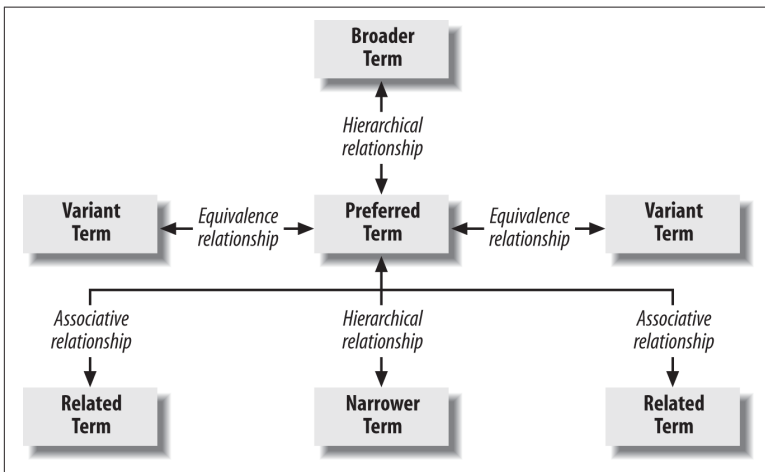 Broader
Term
Hierarchical
relationship
Variant
Term
Equivalence
relationship
Preferred
Term
Equivalence
relationship
Variant
Term
Associative
relationship
Hierarchical
relationship
Associative
relationship
Related
Term
Narrower
Term
Related
Term